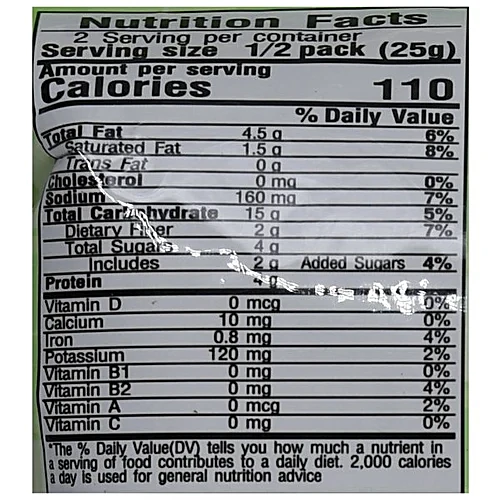 Nutrition Facts
2 Serving per container
Serving size 1/2 pack (25g)
Amount per serving
Calories 110
% Daily Value
Total Fat 4.5 g 6%
Saturated Fat 1.5 g 8%
Trans Fat 0 g
Cholesterol 0 mg 0%
Sodium 160 mg 7%
Total Carbohydrate 15 g 5%
Dietary Fiber 2 g 7%
Total Sugars 4 g
Includes 2 g Added Sugars 4%
Protein 4 g
Vitamin D 0 mcg 0%
Calcium 10 mg 0%
Iron 0.8 mg 4%
Potassium 120 mg 2%
Vitamin B1 0 mg 0%
Vitamin B2 0 mg 4%
Vitamin A 0 mcg 2%
Vitamin C 0 mg 0%
*The % Daily Value(DV) tells you how much a nutrient in
a serving of food contributes to a daily diet. 2,000 calories
a day is used for general nutrition advice